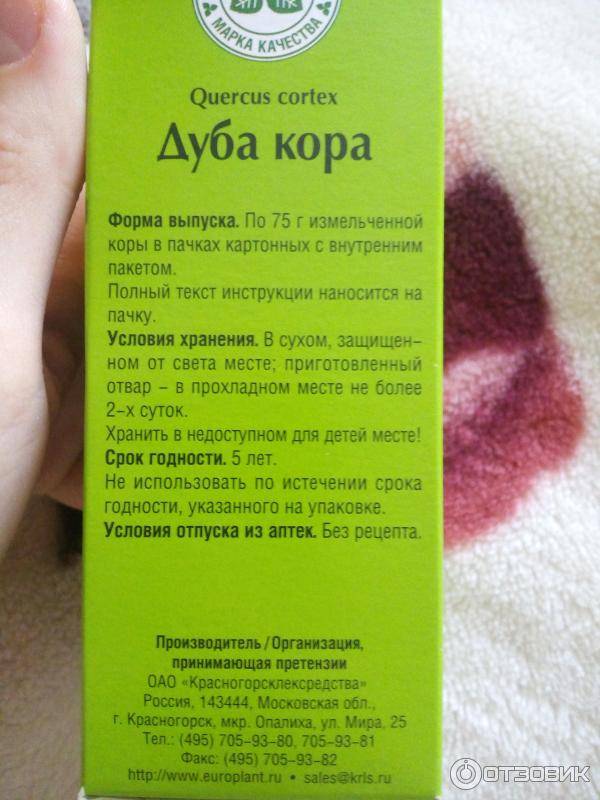 МАРКА КАЧЕСТВА
Quercus cortex
Дуба кора
Форма выпуска. По 75 г измельченной
коры в пачках картонных с внутренним
пакетом.
Полный текст инструкции наносится на
пачку.
Условия хранения. В сухом, защищен-
ном от света месте; приготовленный
отвар – в прохладном месте не более
2-х суток.
Хранить в недоступном для детей месте!
Срок годности. 5 лет.
Не использовать по истечении срока
годности, указанного на упаковке.
Условия отпуска из аптек. Без рецепта.
Производитель/Организация,
принимающая претензии
ОАО «Красногорсклексредства»
Россия, 143444, Московская обл.,
г. Красногорск, мкр. Опалиха, ул. Мира, 25
Тел.: (495) 705-93-80, 705-93-81
Факс: (495) 705-93-82
http://www.europlant.ru • sales@krls.ru
ОТЗОВИК